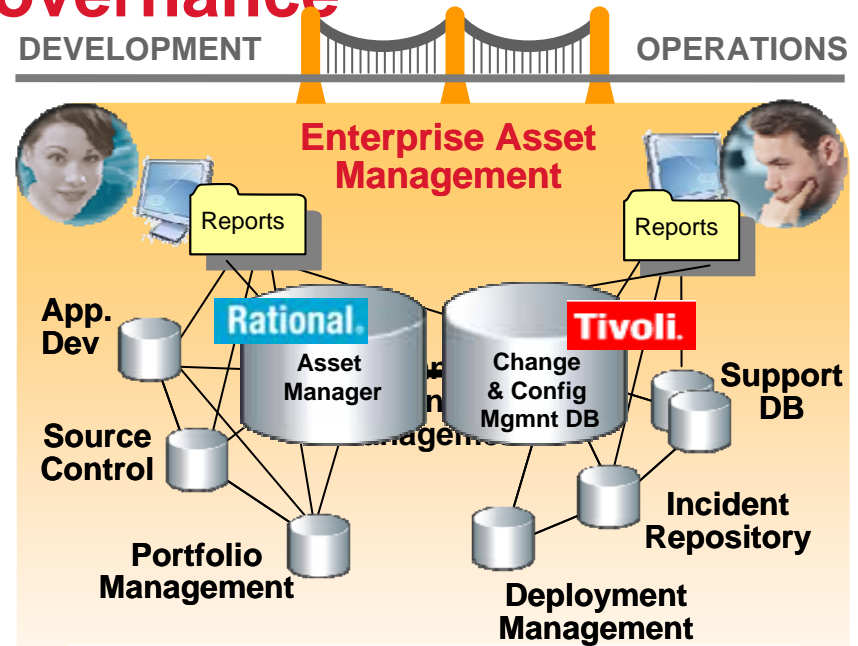 DEVELOPMENT
OPERATIONS
Enterprise Asset
Management
Reports
Reports
App.
Dev
Rational.
Tivoli.
Asset
Manager
Change
& Config
Mgmnt DB
Support
DB
Source
Control
Incident
Repository
Portfolio
Management
Deployment
Management